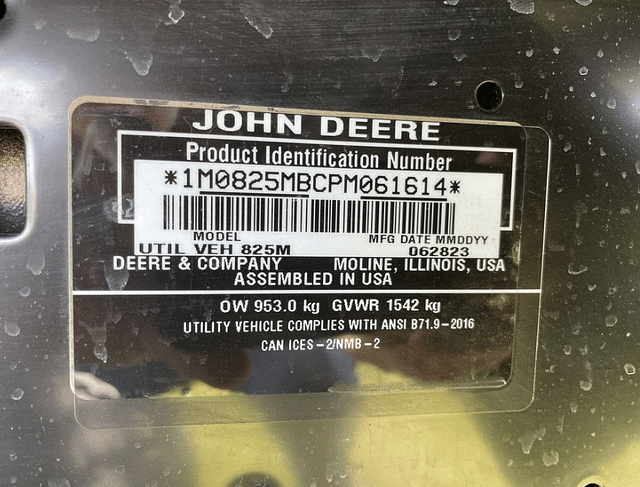 JOHN DEERE
Product Identification Number
*1M0825MBCPM061614*
MODEL MFG DATE MMDDYY
UTIL VEH 825M 062823
DEERE & COMPANY MOLINE, ILLINOIS, USA
ASSEMBLED IN USA
OW 953.0 kg GVWR 1542 kg
UTILITY VEHICLE COMPLIES WITH ANSI B71.9-2016
CAN ICES-2/NMB-2